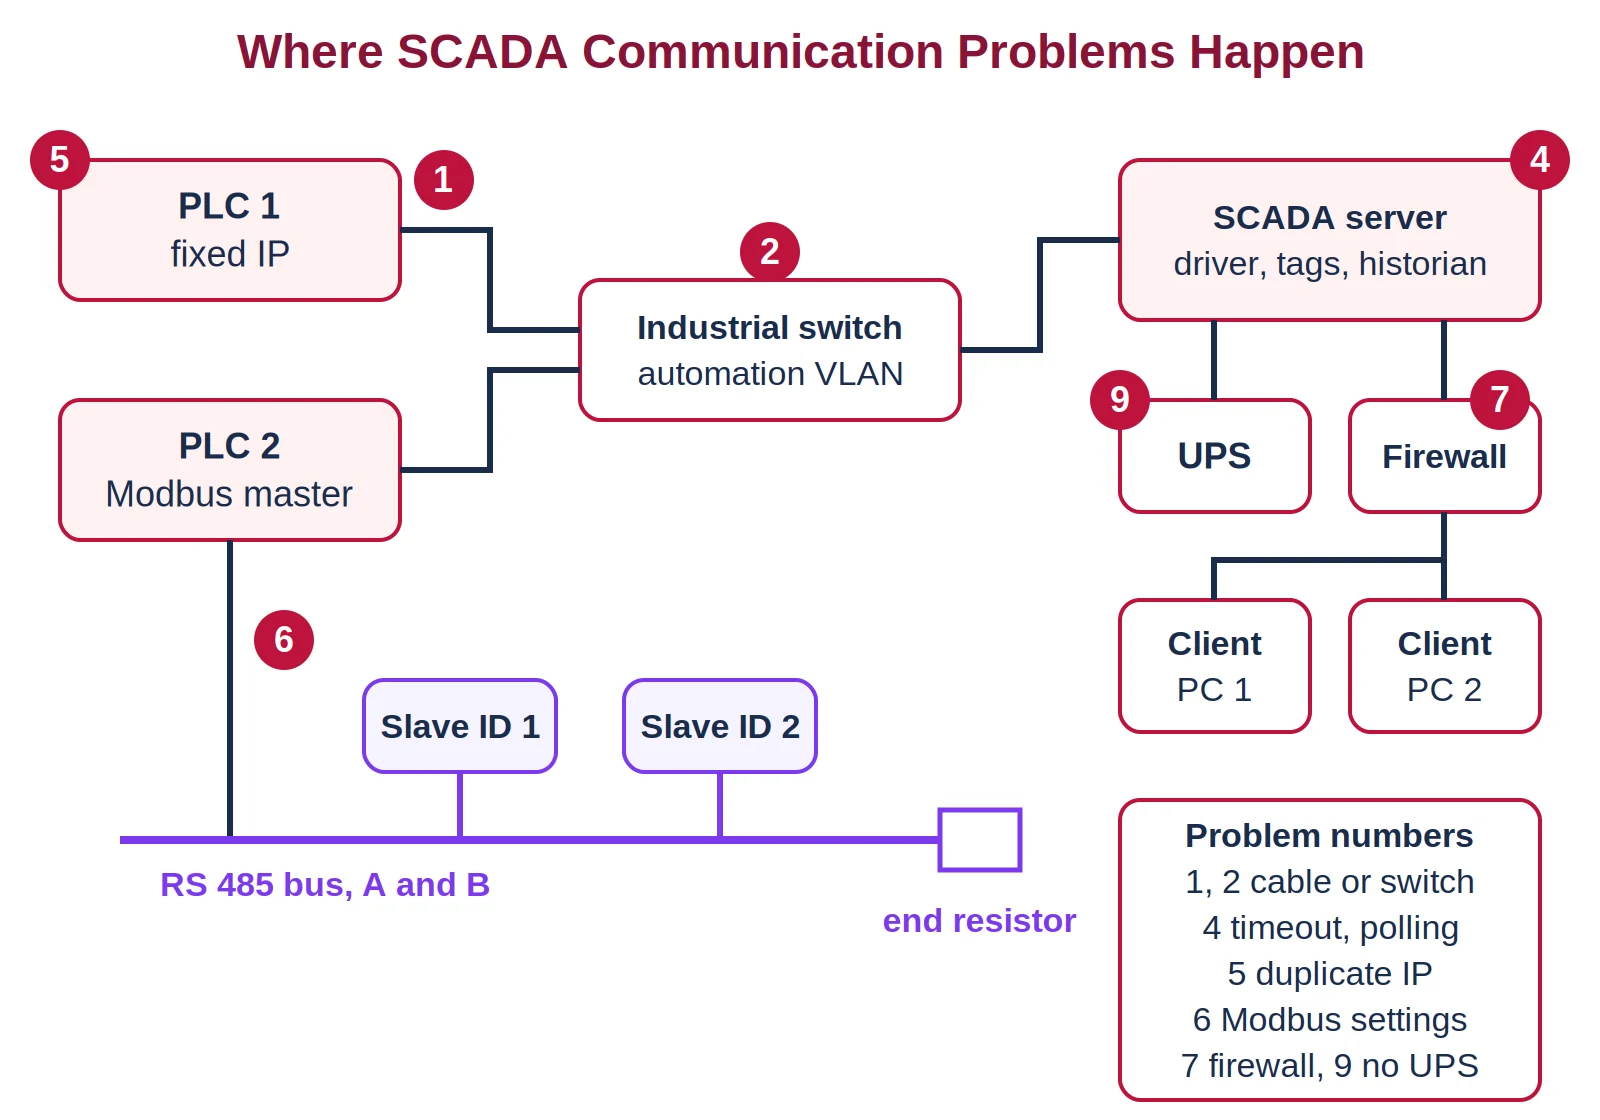 Where SCADA Communication Problems Happen
5
PLC 1
fixed IP
1
2
Industrial switch
automation VLAN
4
SCADA server
driver, tags, historian
PLC 2
Modbus master
9
UPS
7
Firewall
6
Client
PC 1
Client
PC 2
Slave ID 1
Slave ID 2
RS 485 bus, A and B
end resistor
Problem numbers
1, 2 cable or switch
4 timeout, polling
5 duplicate IP
6 Modbus settings
7 firewall, 9 no UPS